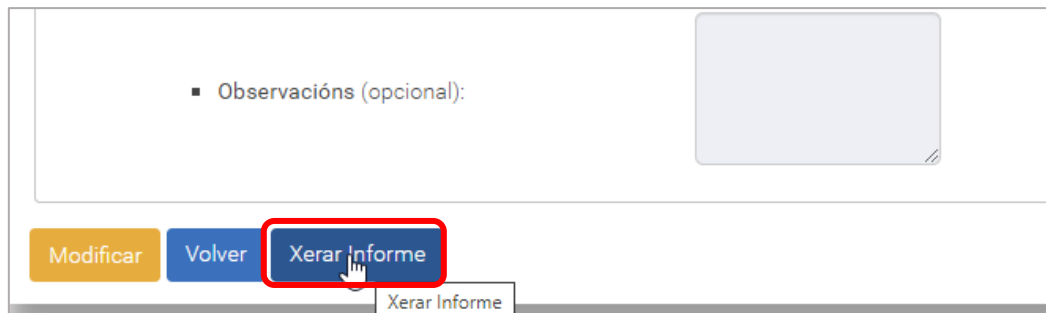 ▪ Observacións (opcional):
Modificar Volver Xerar Informe
Xerar Informe